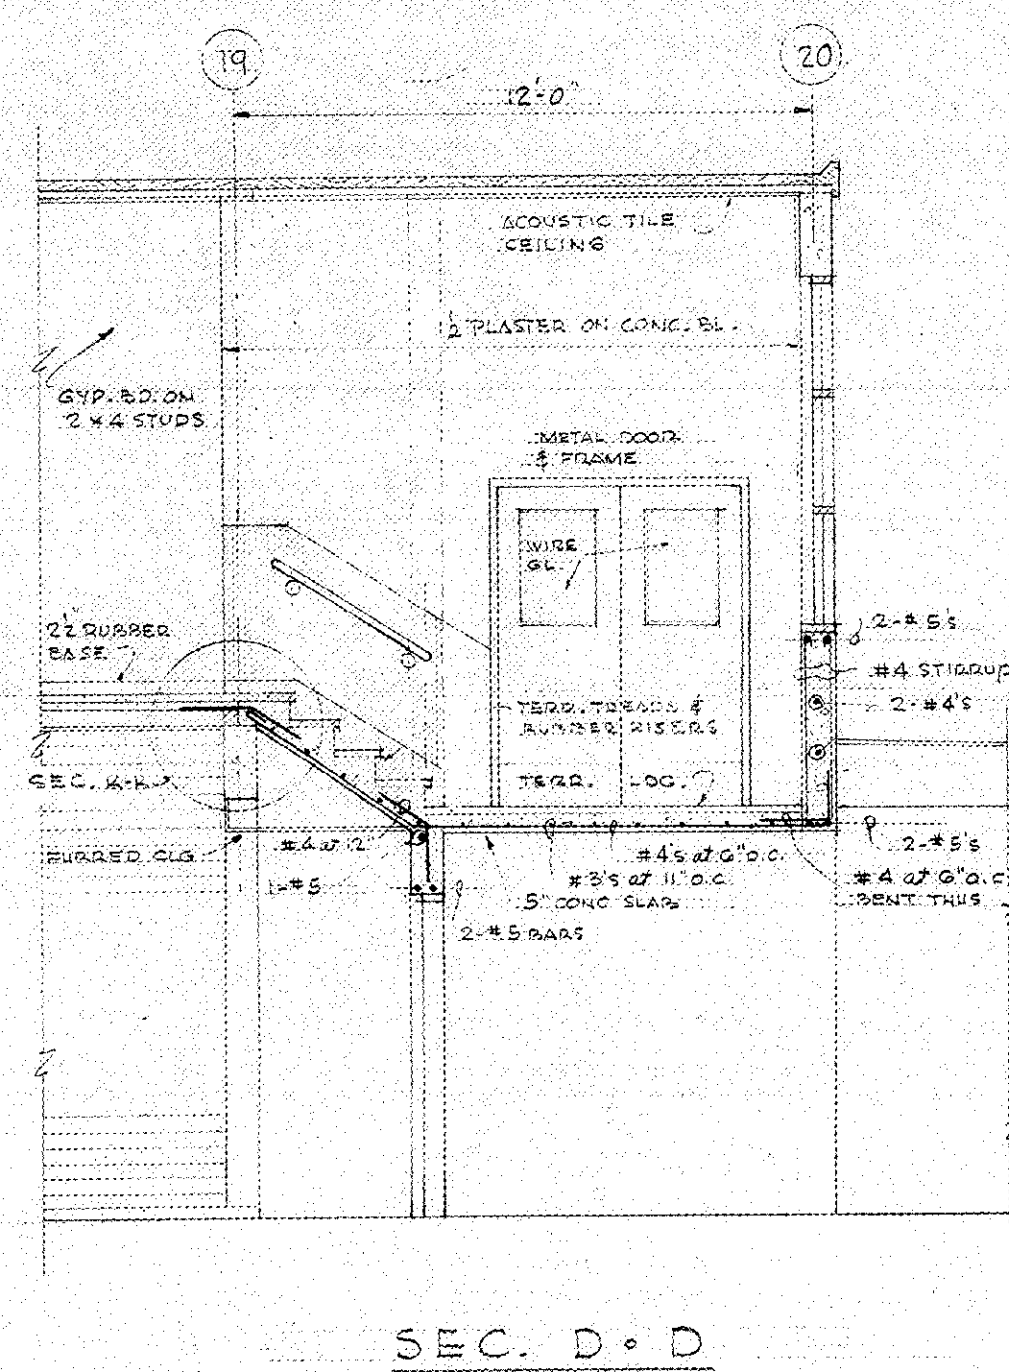 19
20
12'-0"
ACOUSTIC TILE
CEILING
1/2" PLASTER ON CONC. BL.
GYP. BD. ON
2 x 4 STUDS
METAL DOOR
& FRAME
WIRE
GL.
2 1/2" RUBBER
BASE
2-#5's
#4 STIRRUP
2-#4's
TERR. TREADS &
RUBBER RISERS
SEC. K-K
TERR. LDG.
FURRED CLG
#4 at 12
1-#5
#4's at 6" o.c.
#3's at 11" o.c.
5" CONC SLAB
2-#5 BARS
2-#5's
#4 at 6" o.c
BENT THUS
SEC. D-D